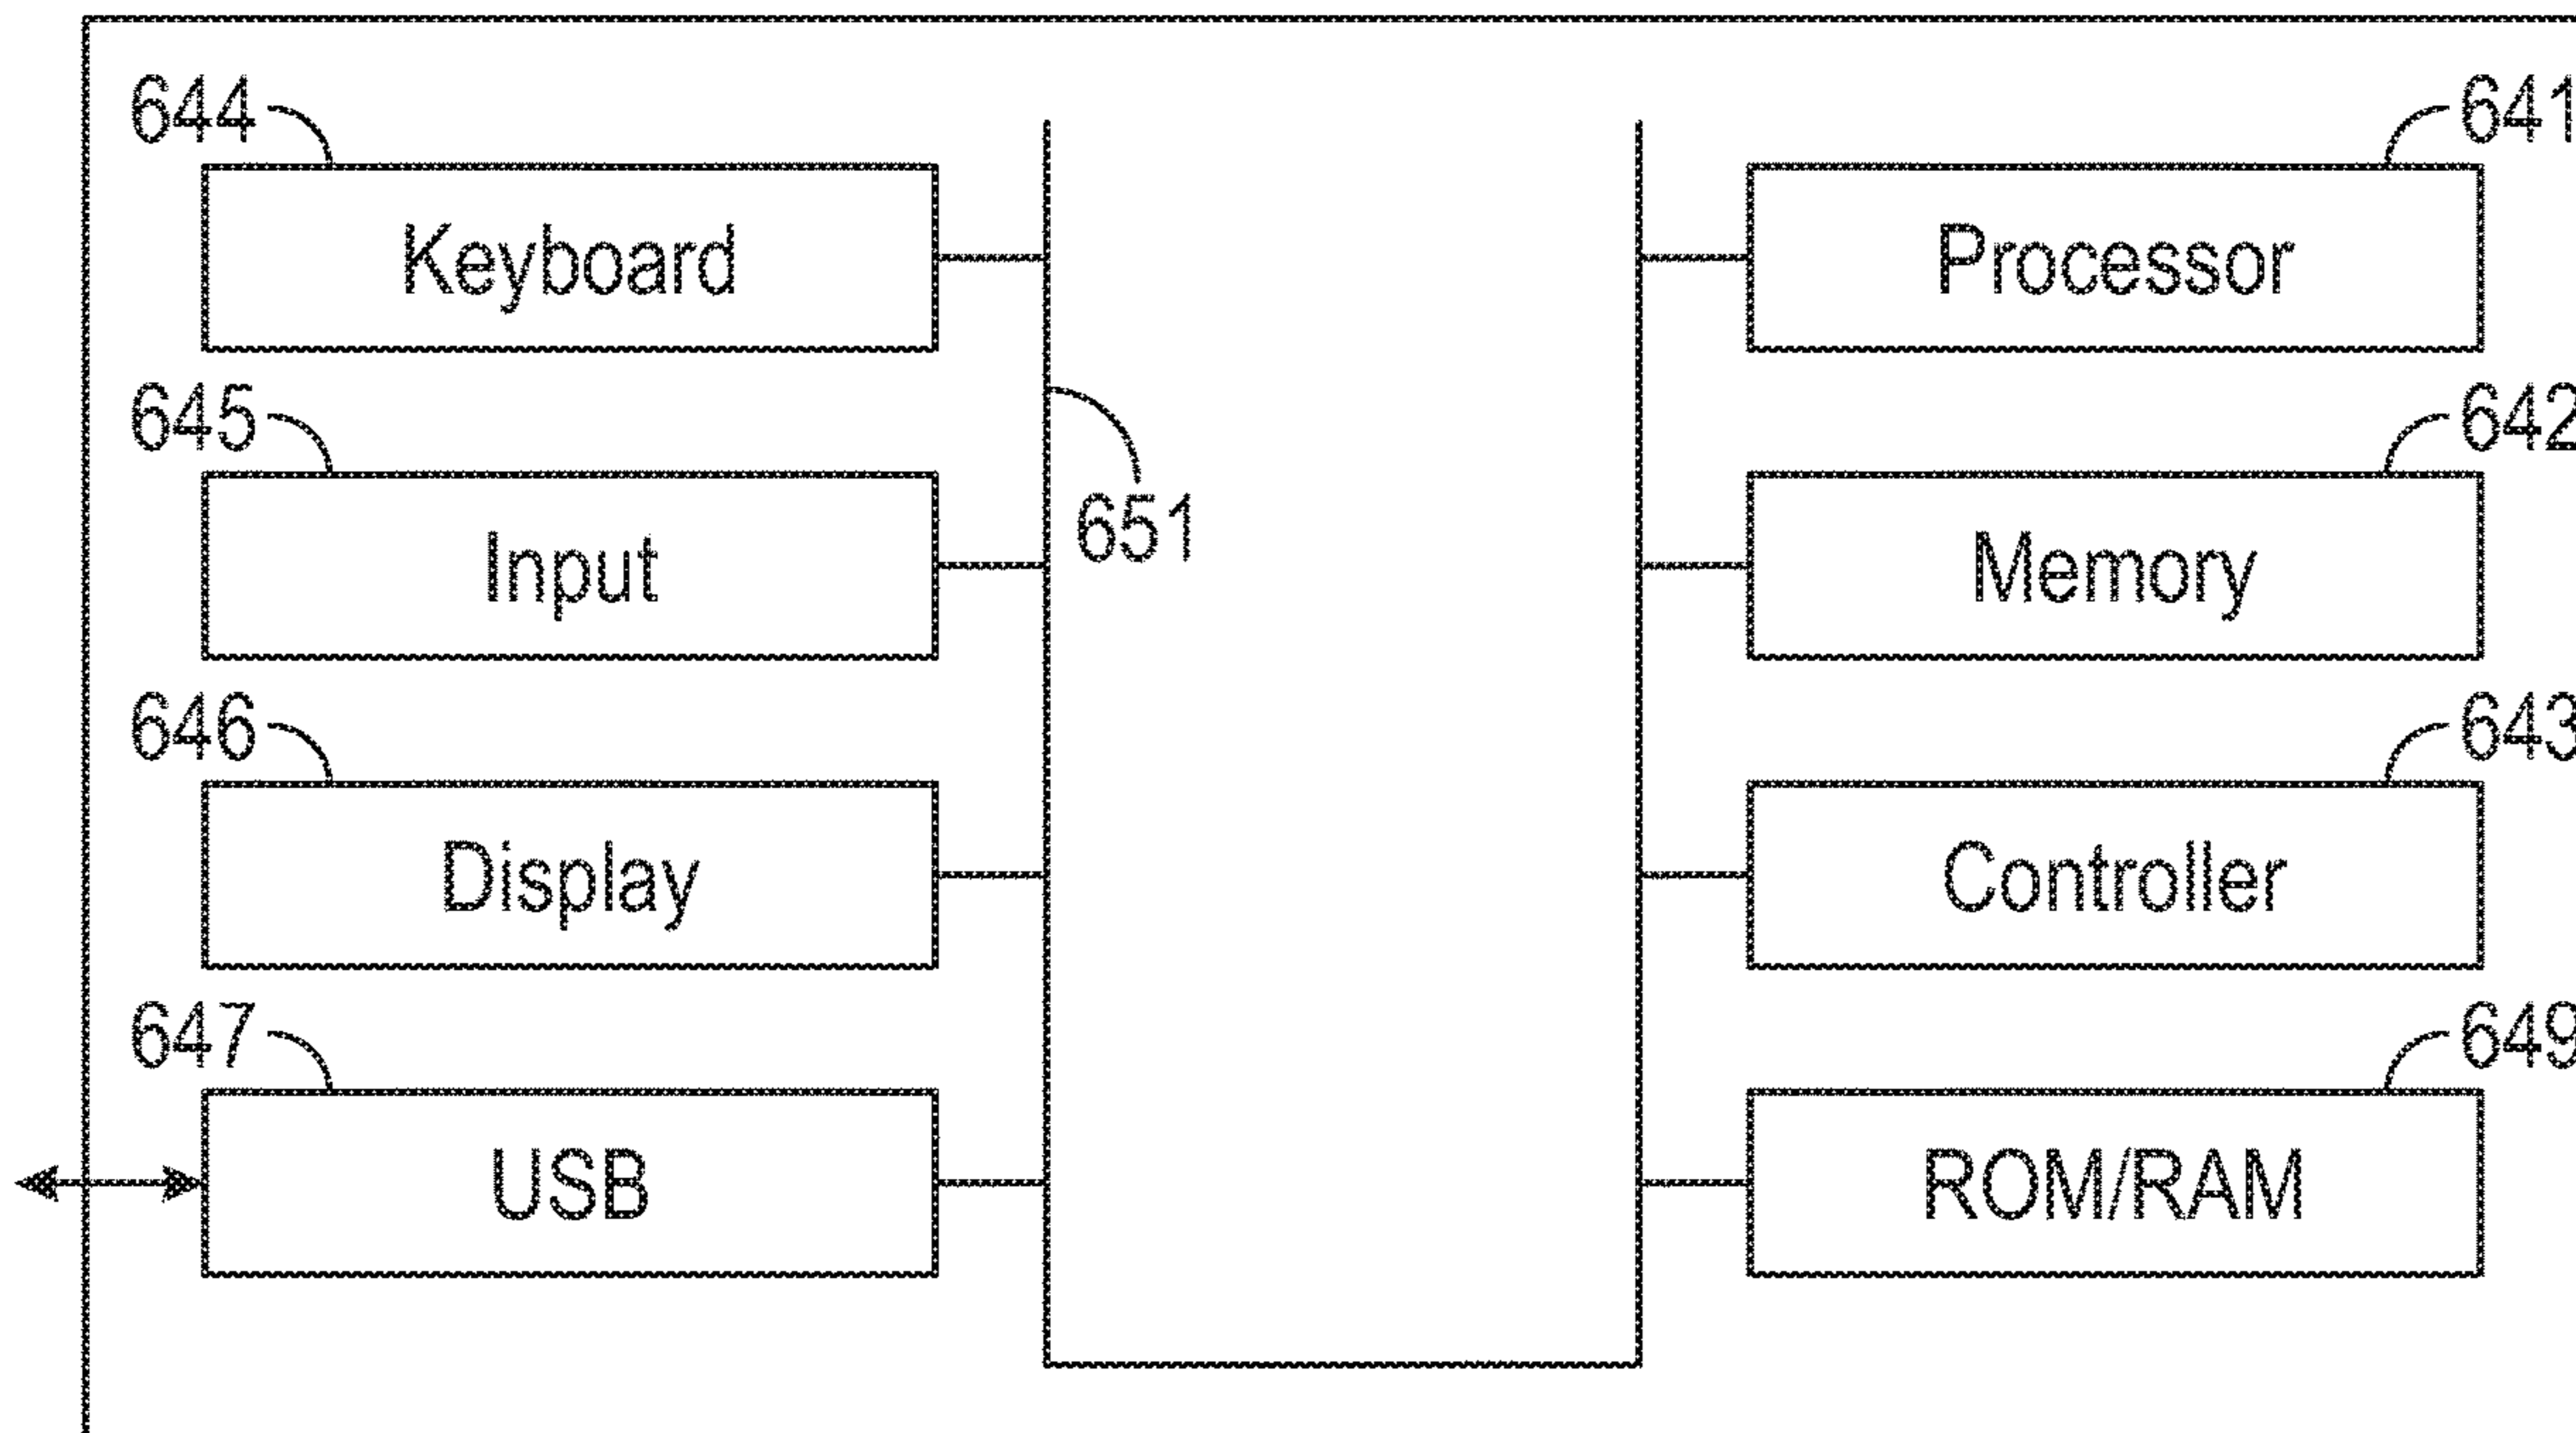 644
641
Keyboard
Processor
645
642
651
Input
Memory
646
643
Display
Controller
647
649
USB
ROM/RAM